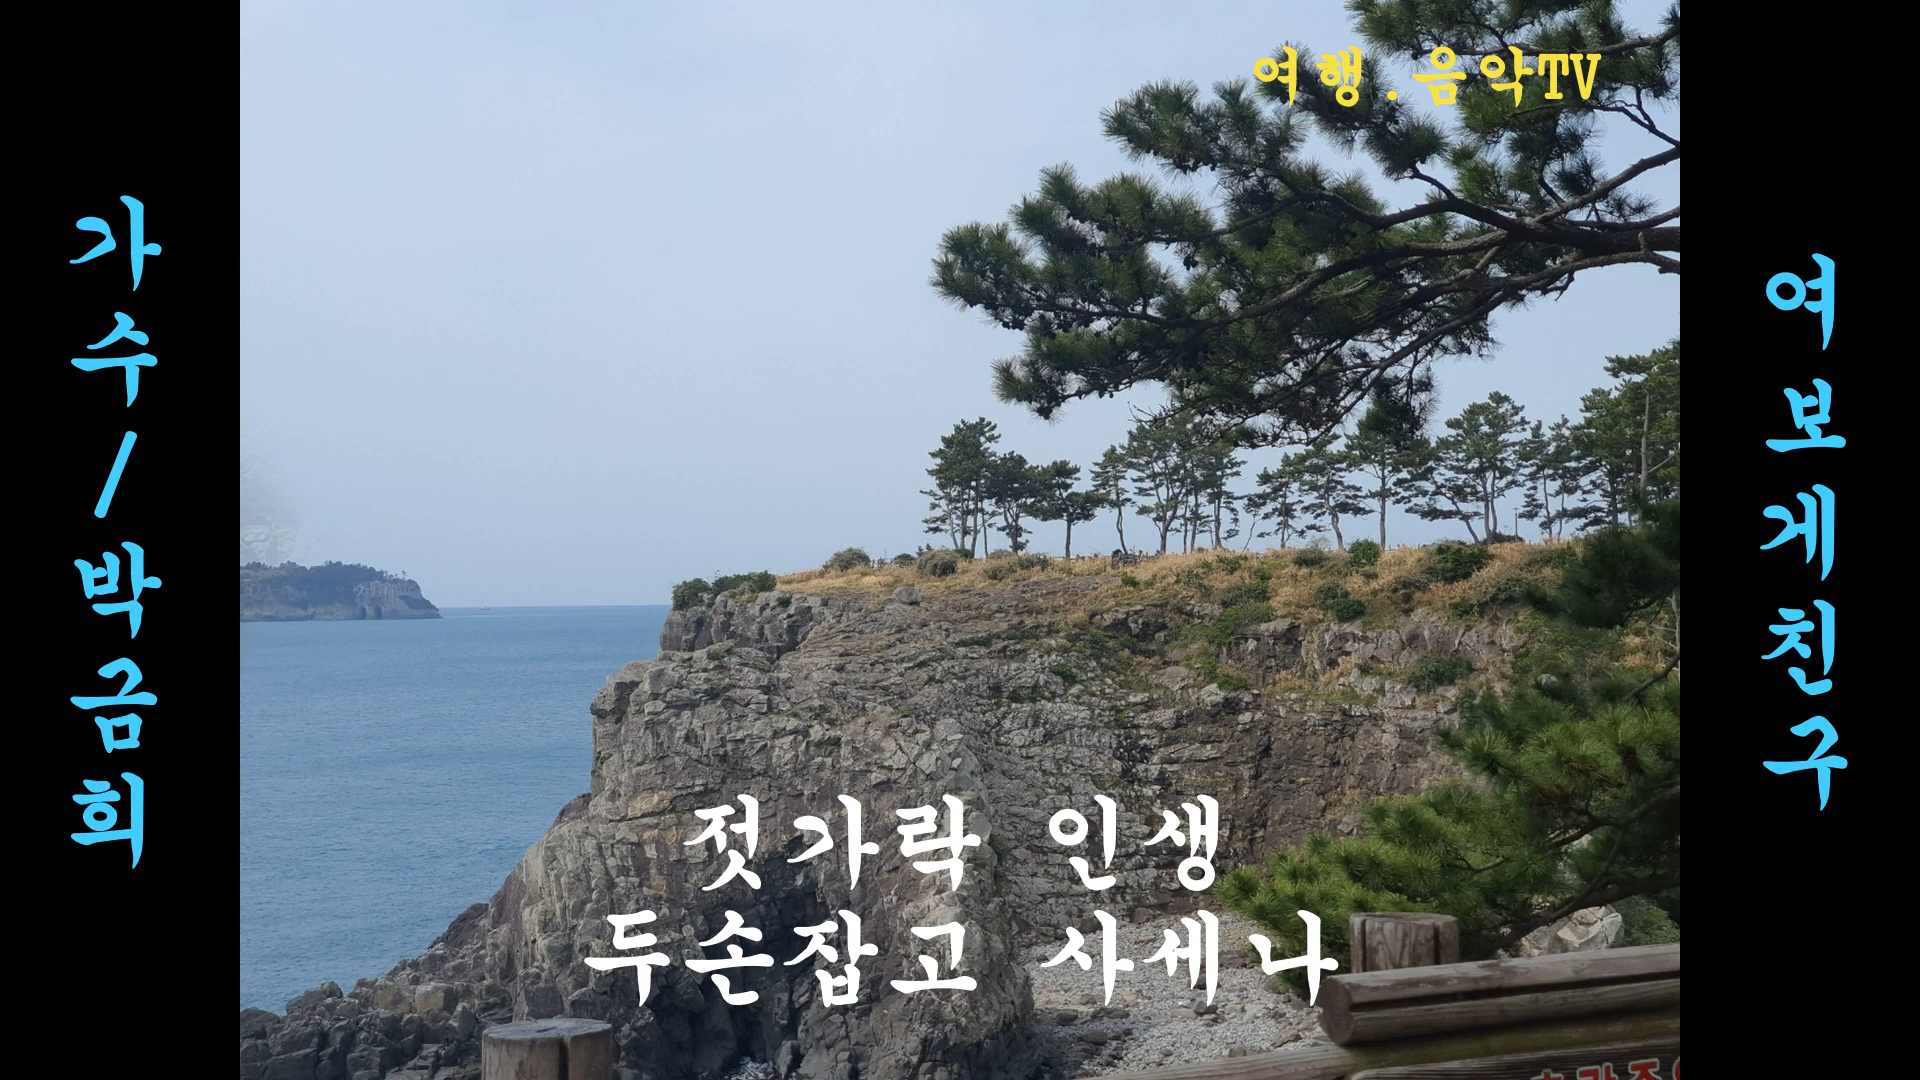 여행.음악TV
가수/박금희
여보게친구
젓가락 인생
두손잡고 사세나